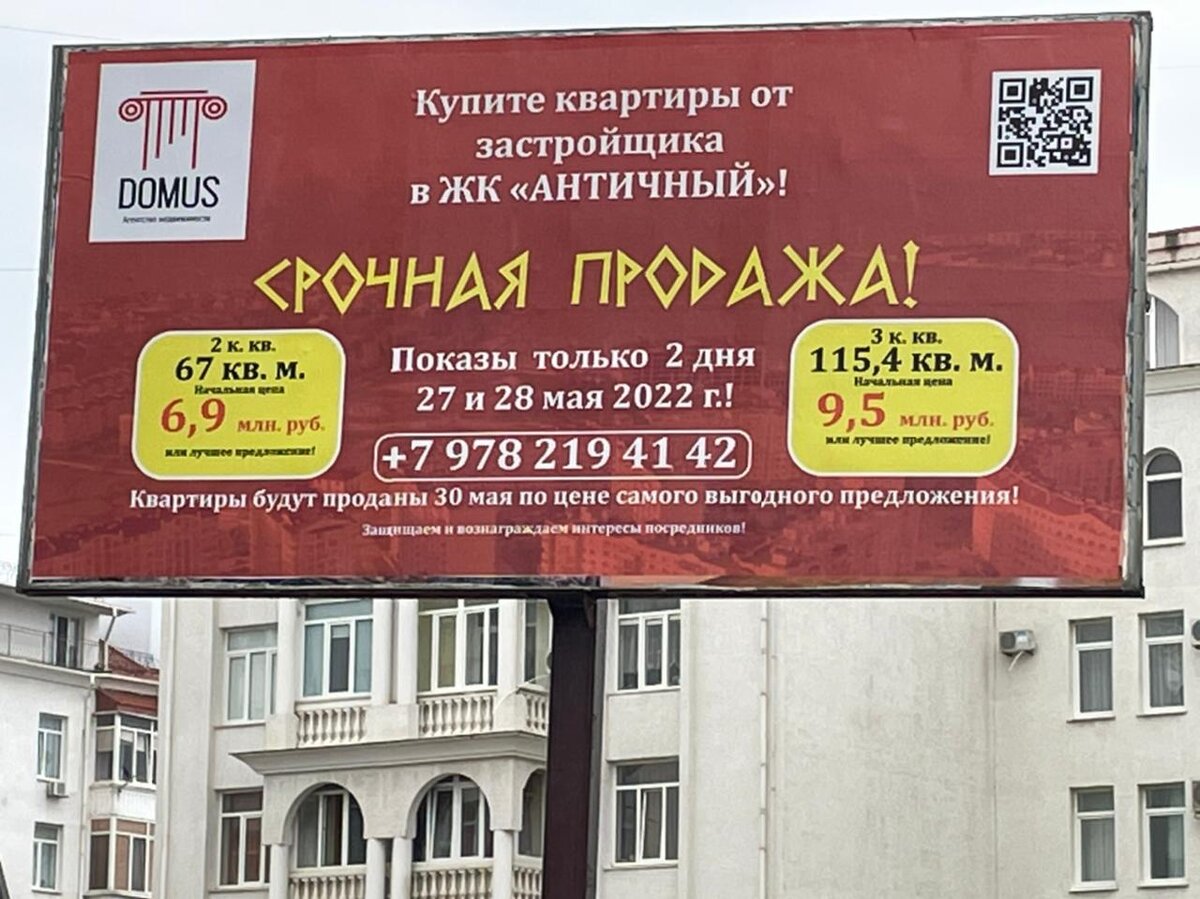 DOMUS
Агентство недвижимости
Купите квартиры от
застройщика
в ЖК «АНТИЧНЫЙ»!
СРОЧНАЯ ПРОДАЖА!
2 к. кв.
67 кв. м.
Начальная цена
6,9 млн. руб.
или лучшее предложение!
Показы только 2 дня
27 и 28 мая 2022 г.!
+7 978 219 41 42
3 к. кв.
115,4 кв. м.
Начальная цена
9,5 млн. руб.
или лучшее предложение!
Квартиры будут проданы 30 мая по цене самого выгодного предложения!
Защищаем и вознаграждаем интересы посредников!